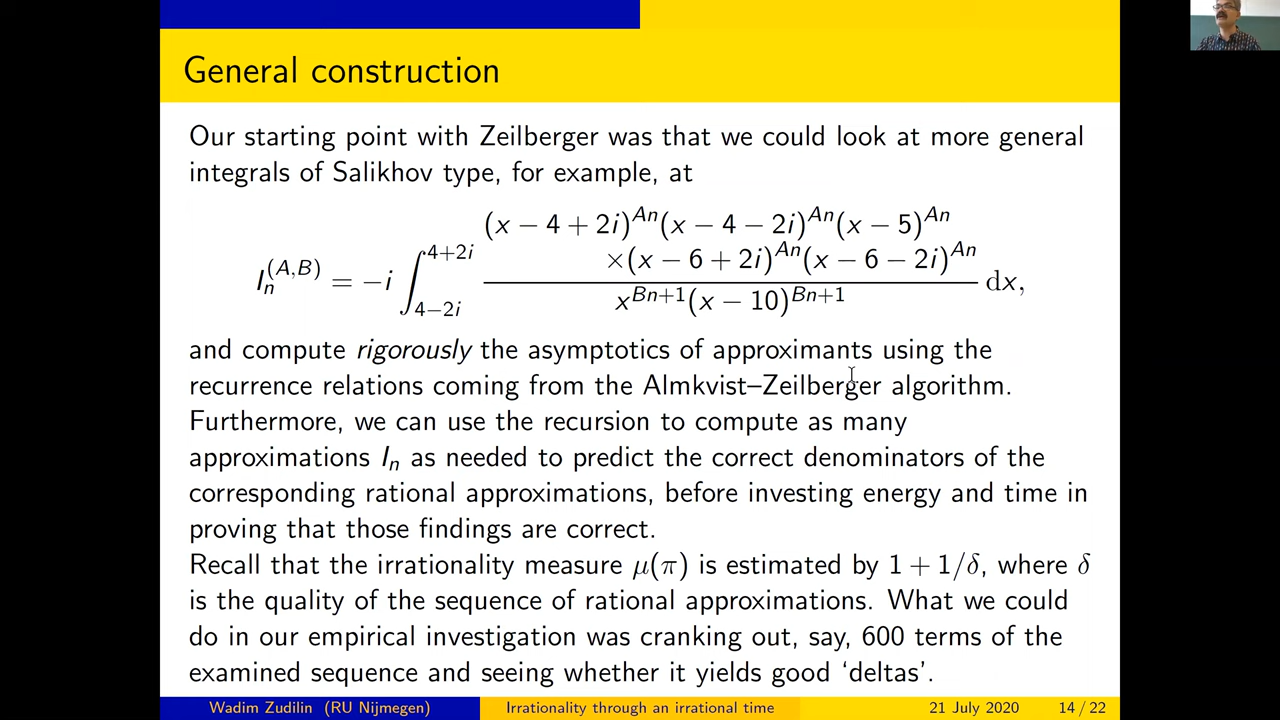 General construction
Our starting point with Zeilberger was that we could look at more general
integrals of Salikhov type, for example, at
(x − 4 + 2i)^{An}(x − 4 − 2i)^{An}(x − 5)^{An}
×(x − 6 + 2i)^{An}(x − 6 − 2i)^{An}
I_n^{(A,B)} = −i ∫_{4−2i}^{4+2i} dx,
x^{Bn+1}(x − 10)^{Bn+1}
and compute rigorously the asymptotics of approximants using the
recurrence relations coming from the Almkvist–Zeilberger algorithm.
Furthermore, we can use the recursion to compute as many
approximations I_n as needed to predict the correct denominators of the
corresponding rational approximations, before investing energy and time in
proving that those findings are correct.
Recall that the irrationality measure μ(π) is estimated by 1 + 1/δ, where δ
is the quality of the sequence of rational approximations. What we could
do in our empirical investigation was cranking out, say, 600 terms of the
examined sequence and seeing whether it yields good ‘deltas’.
Wadim Zudilin (RU Nijmegen) Irrationality through an irrational time 21 July 2020 14 / 22